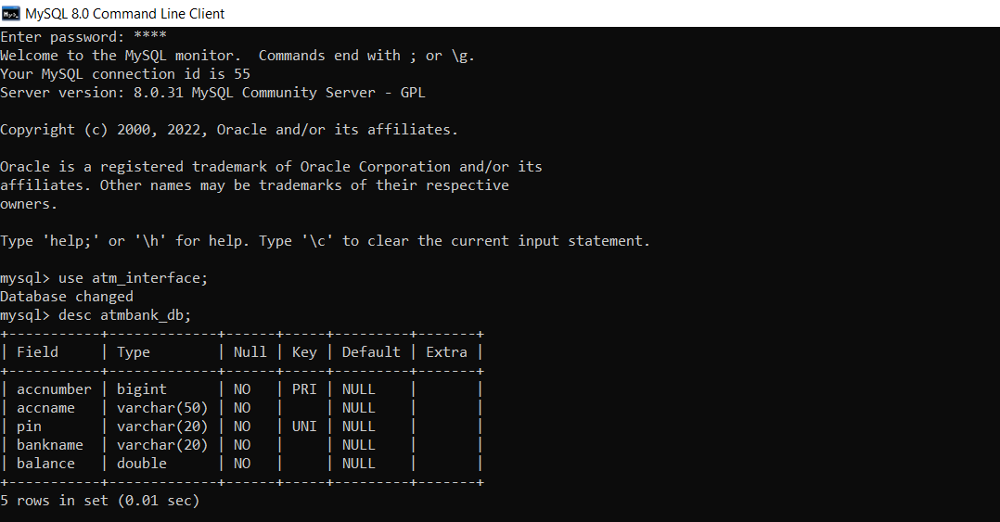 MySQL 8.0 Command Line Client
Enter password: ****
Welcome to the MySQL monitor.  Commands end with ; or \g.
Your MySQL connection id is 55
Server version: 8.0.31 MySQL Community Server - GPL

Copyright (c) 2000, 2022, Oracle and/or its affiliates.

Oracle is a registered trademark of Oracle Corporation and/or its
affiliates. Other names may be trademarks of their respective
owners.

Type 'help;' or '\h' for help. Type '\c' to clear the current input statement.

mysql> use atm_interface;
Database changed
mysql> desc atmbank_db;
+-----------+-------------+------+-----+---------+-------+
| Field     | Type        | Null | Key | Default | Extra |
+-----------+-------------+------+-----+---------+-------+
| accnumber | bigint      | NO   | PRI | NULL    |       |
| accname   | varchar(50) | NO   |     | NULL    |       |
| pin       | varchar(20) | NO   | UNI | NULL    |       |
| bankname  | varchar(20) | NO   |     | NULL    |       |
| balance   | double      | NO   |     | NULL    |       |
+-----------+-------------+------+-----+---------+-------+
5 rows in set (0.01 sec)